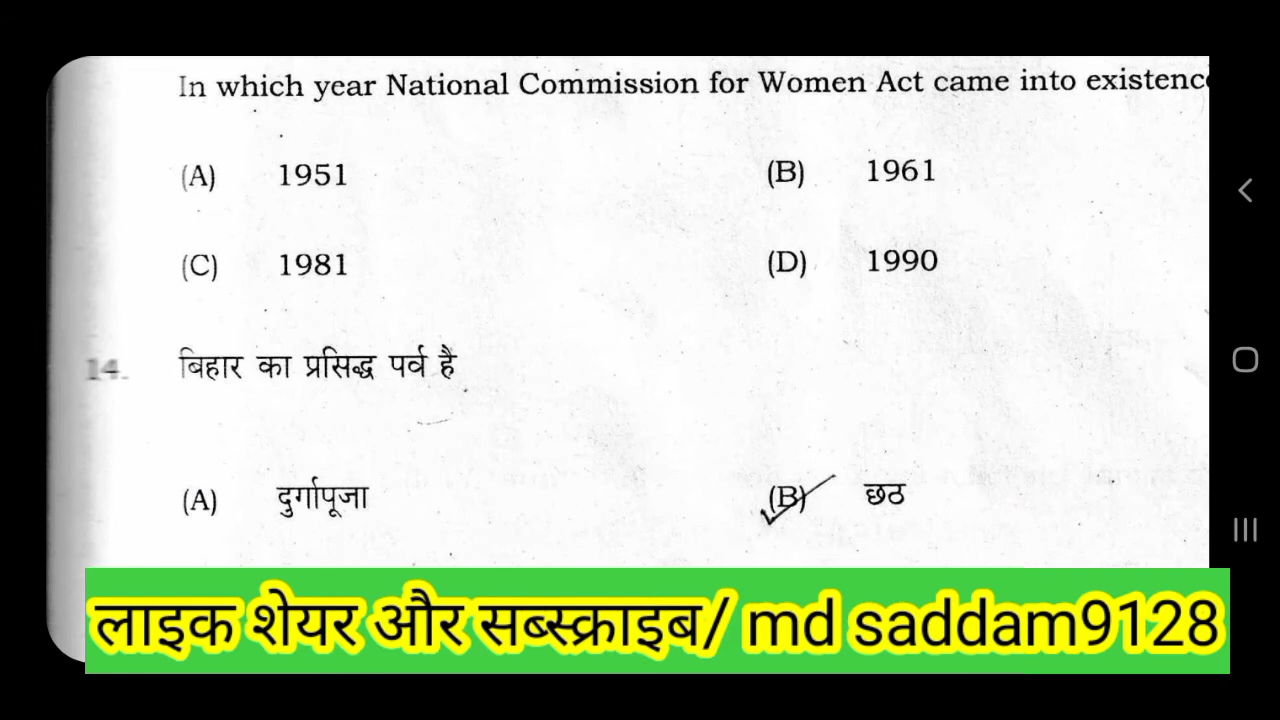 In which year National Commission for Women Act came into existence
(A) 1951 (B) 1961
(C) 1981 (D) 1990
14. बिहार का प्रसिद्ध पर्व है
(A) दुर्गापूजा (B) छठ
लाइक शेयर और सब्स्क्राइब/ md saddam9128